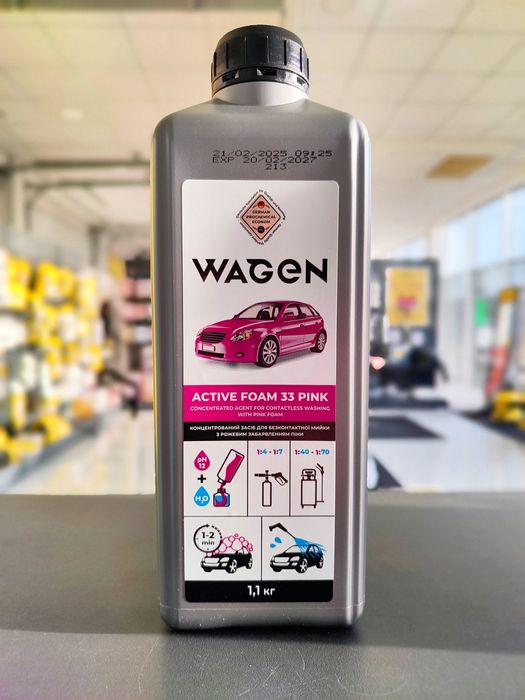 21/02/2025 09:25
EXP 20/02/2027
213
GERMAN
PROCHEMICAL
ECONOM
WAGEN
ACTIVE FOAM 33 PINK
CONCENTRATED AGENT FOR CONTACTLESS WASHING
WITH PINK FOAM
КОНЦЕНТРОВАНИЙ ЗАСІБ ДЛЯ БЕЗКОНТАКТНОЇ МИЙКИ
З РОЖЕВИМ ЗАБАРВЛЕННЯМ ПІНИ
pH
12
+
H₂O
1:4 - 1:7
1:40 - 1:70
1-2
min
1,1 кг